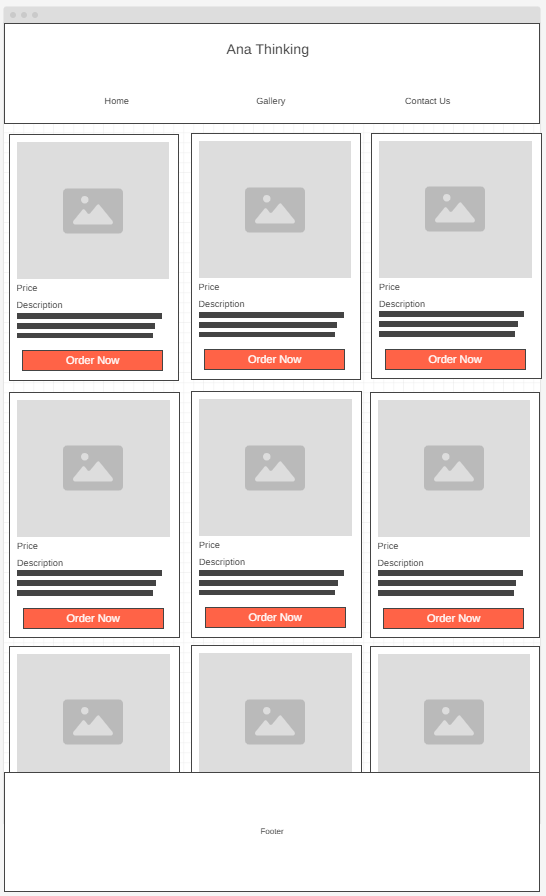 Ana Thinking
Home Gallery Contact Us
Price Price Price
Description Description Description
Order Now Order Now Order Now
Price Price Price
Description Description Description
Order Now Order Now Order Now
Footer